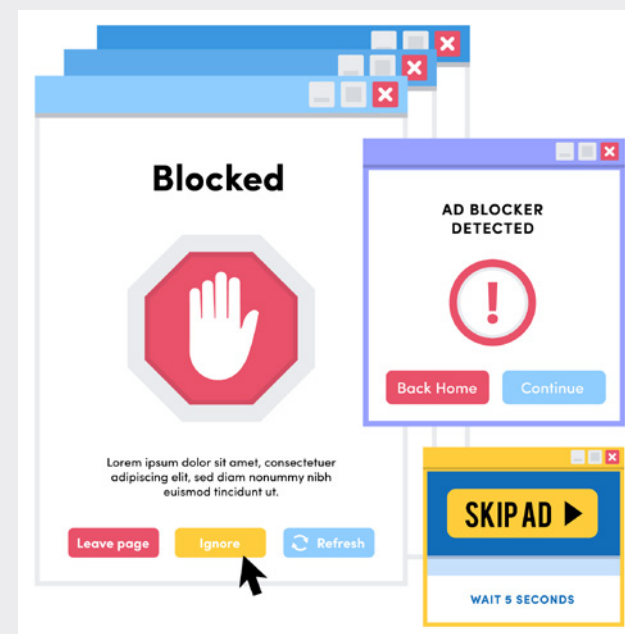 Blocked
Lorem ipsum dolor sit amet, consectetuer
adipiscing elit, sed diam nonummy nibh
euismod tincidunt ut.
Leave page
Ignore
Refresh
AD BLOCKER
DETECTED
!
Back Home
Continue
SKIP AD
WAIT 5 SECONDS